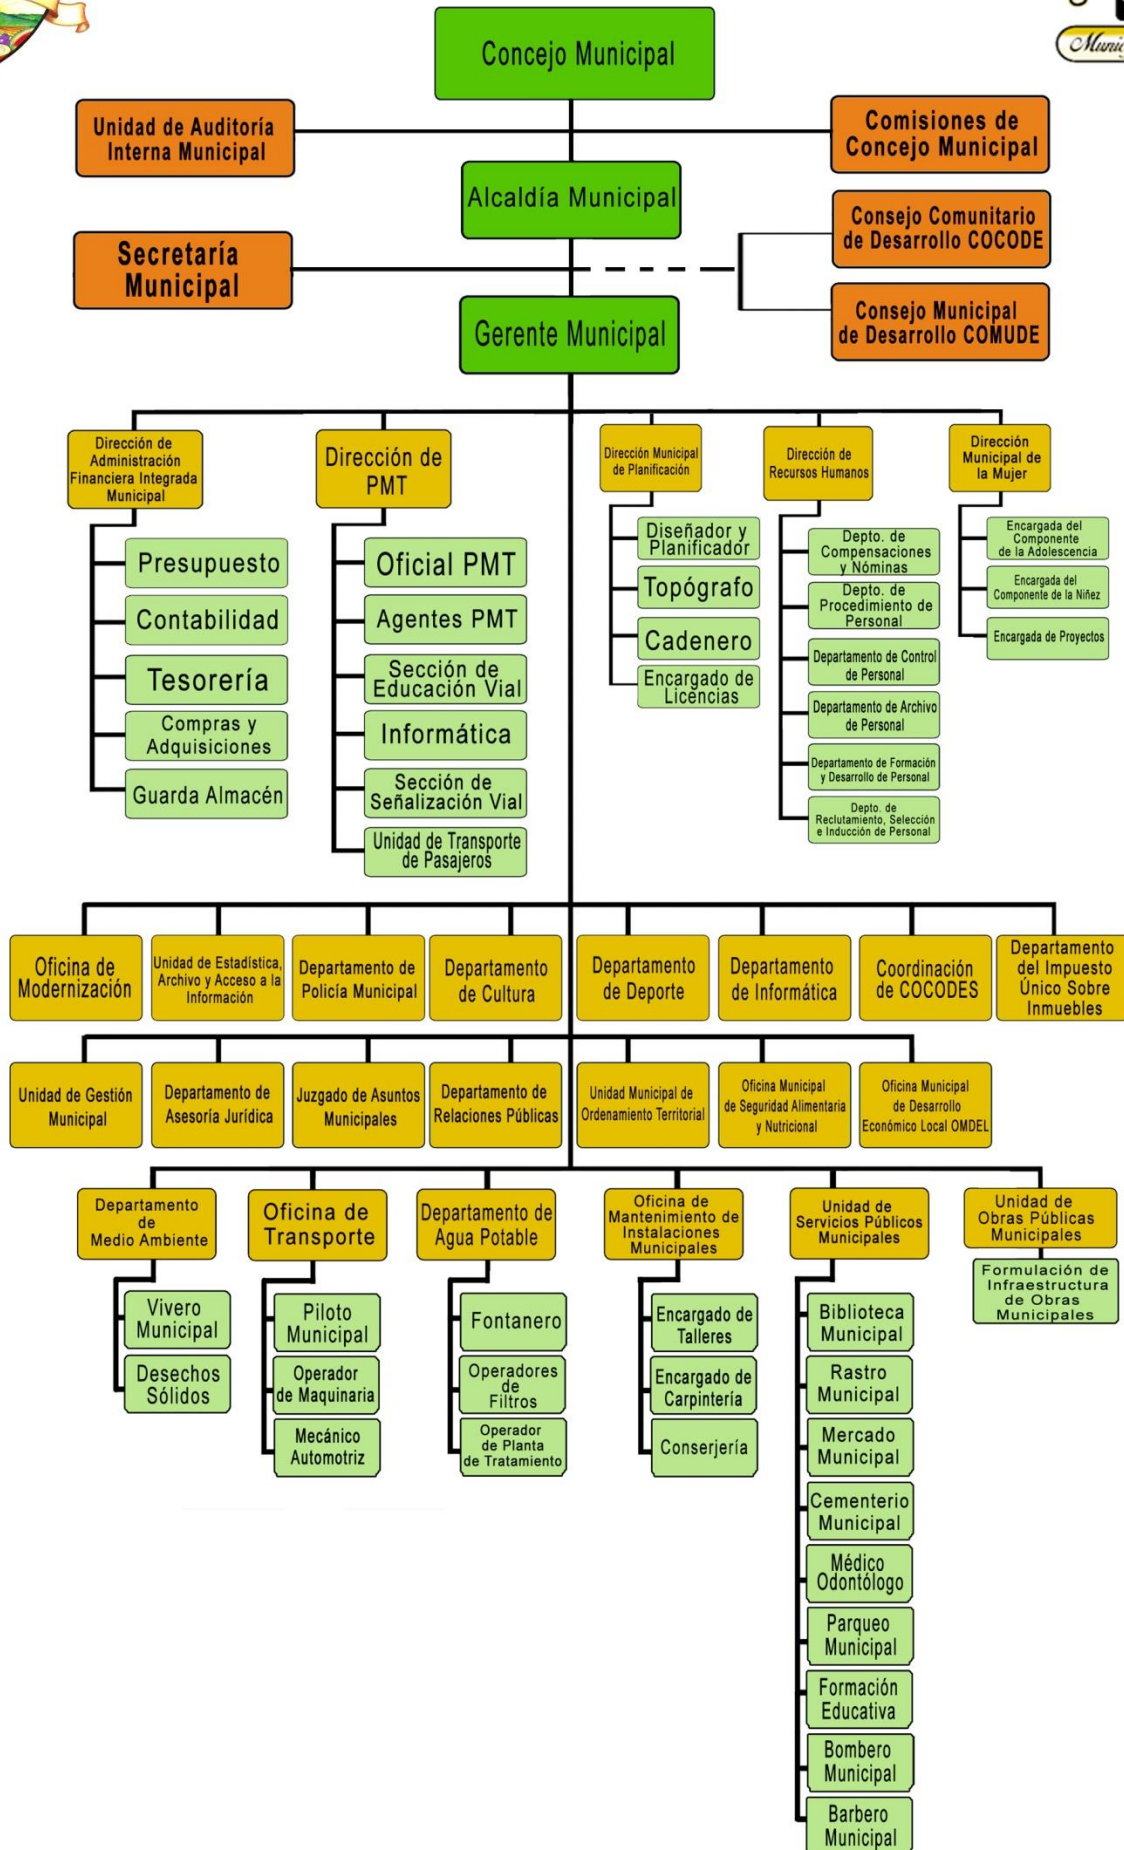 Concejo Municipal
Unidad de Auditoría
Interna Municipal
Comisiones de
Concejo Municipal
Alcaldía Municipal
Consejo Comunitario
de Desarrollo COCODE
Secretaría
Municipal
Consejo Municipal
de Desarrollo COMUDE
Gerente Municipal
Dirección de
Administración
Financiera Integrada
Municipal
Presupuesto
Contabilidad
Tesorería
Compras y
Adquisiciones
Guarda Almacén
Dirección de
PMT
Oficial PMT
Agentes PMT
Sección de
Educación Vial
Informática
Sección de
Señalización Vial
Unidad de Transporte
de Pasajeros
Dirección Municipal
de Planificación
Diseñador y
Planificador
Topógrafo
Cadenero
Encargado de
Licencias
Dirección de
Recursos Humanos
Depto. de
Compensaciones
y Nóminas
Depto. de
Procedimiento de
Personal
Departamento de Control
de Personal
Departamento de Archivo
de Personal
Departamento de Formación
y Desarrollo de Personal
Depto. de
Reclutamiento, Selección
e Inducción de Personal
Dirección
Municipal de
la Mujer
Encargada del
Componente
de la Adolescencia
Encargada del
Componente de la Niñez
Encargada de Proyectos
Oficina de
Modernización
Unidad de Estadística,
Archivo y Acceso a la
Información
Departamento de
Policía Municipal
Departamento
de Cultura
Departamento
de Deporte
Departamento
de Informática
Coordinación
de COCODES
Departamento
del Impuesto
Único Sobre
Inmuebles
Unidad de Gestión
Municipal
Departamento de
Asesoría Jurídica
Juzgado de Asuntos
Municipales
Departamento de
Relaciones Públicas
Unidad Municipal de
Ordenamiento Territorial
Oficina Municipal
de Seguridad Alimentaria
y Nutricional
Oficina Municipal
de Desarrollo
Económico Local OMDEL
Departamento
de
Medio Ambiente
Vivero
Municipal
Desechos
Sólidos
Oficina de
Transporte
Piloto
Municipal
Operador
de Maquinaria
Mecánico
Automotriz
Departamento de
Agua Potable
Fontanero
Operadores
de
Filtros
Operador
de Planta
de Tratamiento
Oficina de
Mantenimiento de
Instalaciones
Municipales
Encargado de
Talleres
Encargado de
Carpintería
Conserjería
Unidad de
Servicios Públicos
Municipales
Biblioteca
Municipal
Rastro
Municipal
Mercado
Municipal
Cementerio
Municipal
Médico
Odontólogo
Parqueo
Municipal
Formación
Educativa
Bombero
Municipal
Barbero
Municipal
Unidad de
Obras Públicas
Municipales
Formulación de
Infraestructura
de Obras
Municipales